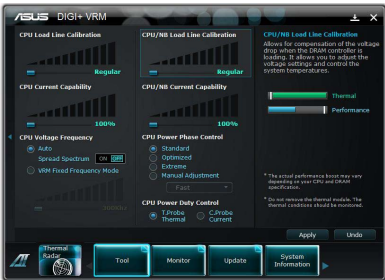 ASUS DIGI+ VRM
CPU Load Line Calibration
Regular
CPU/NB Load Line Calibration
Regular
CPU Current Capability
100%
CPU/NB Current Capability
100%
CPU Voltage Frequency
Auto
Spread Spectrum ON OFF
VRM Fixed Frequency Mode
CPU Power Phase Control
Standard
Optimized
Extreme
Manual Adjustment
Fast
CPU Power Duty Control
T.Probe Thermal
C.Probe Current
CPU/NB Load Line Calibration
Allows for compensation of the voltage
drop when the DRAM controller is
loading. It allows you to adjust the
voltage settings and control the
system temperatures.
Thermal
Performance
* The actual performance boost may vary
depending on your CPU and DRAM
specification.
* Do not remove the thermal module. The
thermal conditions should be monitored.
Apply Undo
Thermal Radar
Tool
Monitor
Update
System Information